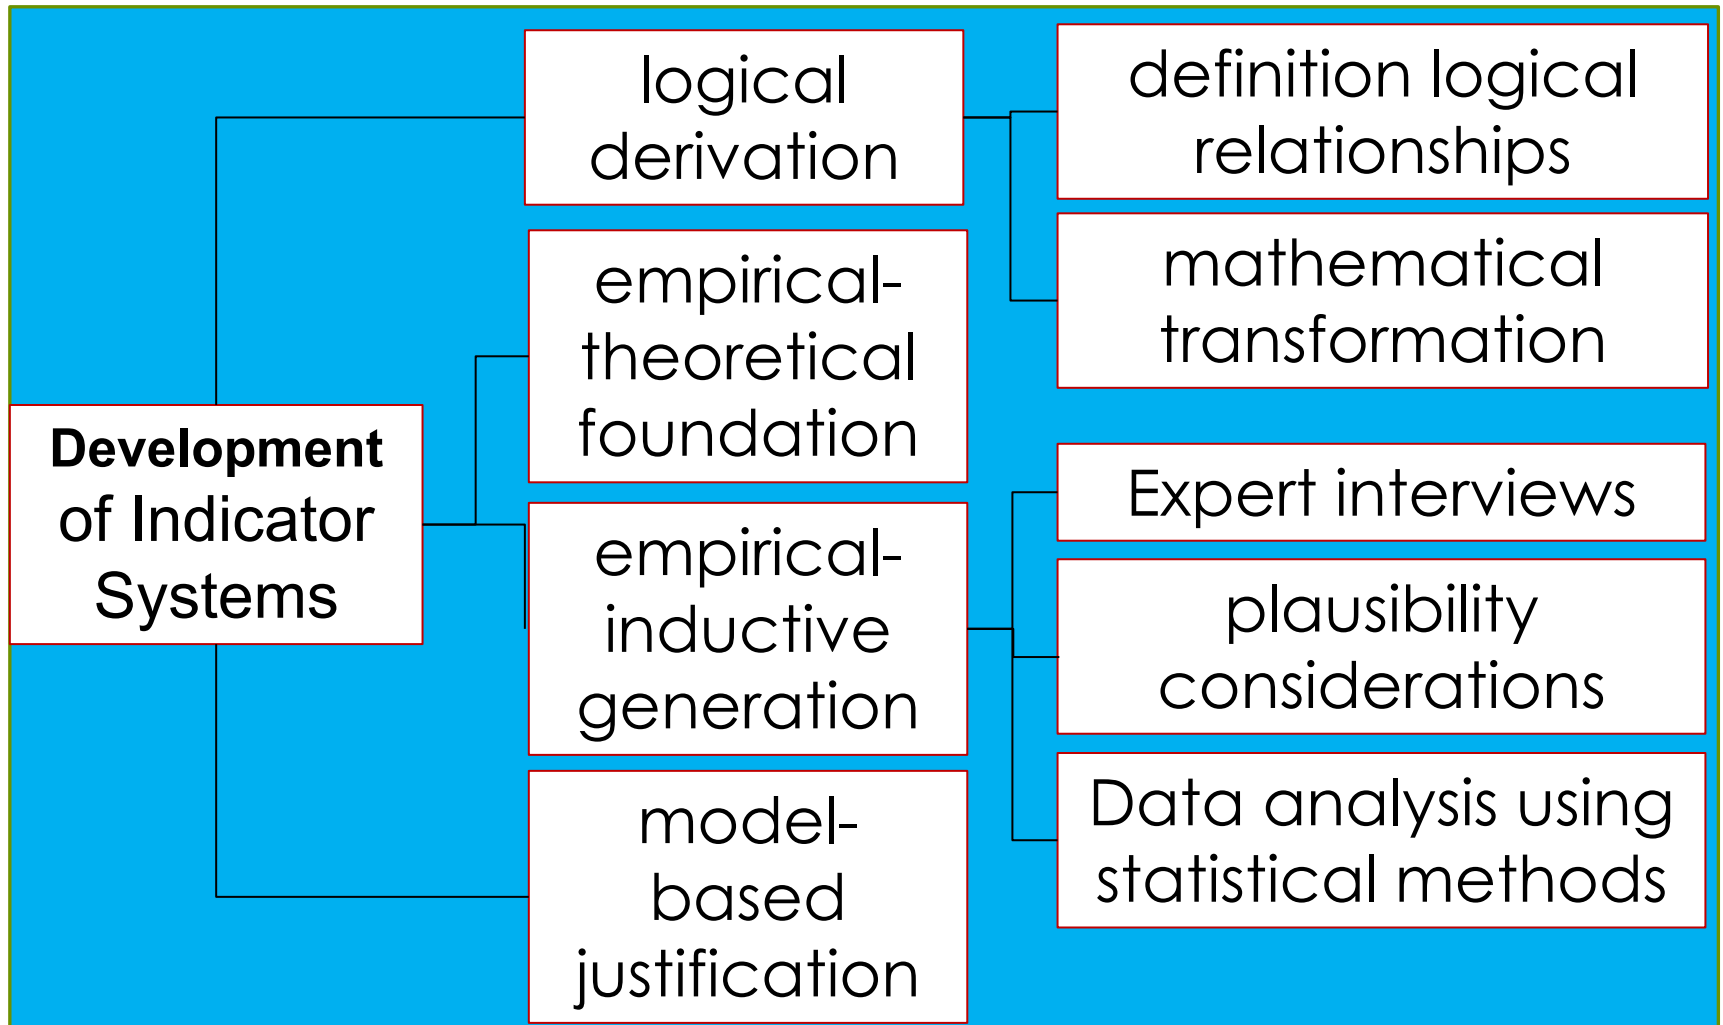 logical
derivation
definition logical
relationships
mathematical
transformation
empirical-
theoretical
foundation
Development
of Indicator
Systems
empirical-
inductive
generation
Expert interviews
plausibility
considerations
Data analysis using
statistical methods
model-
based
justification